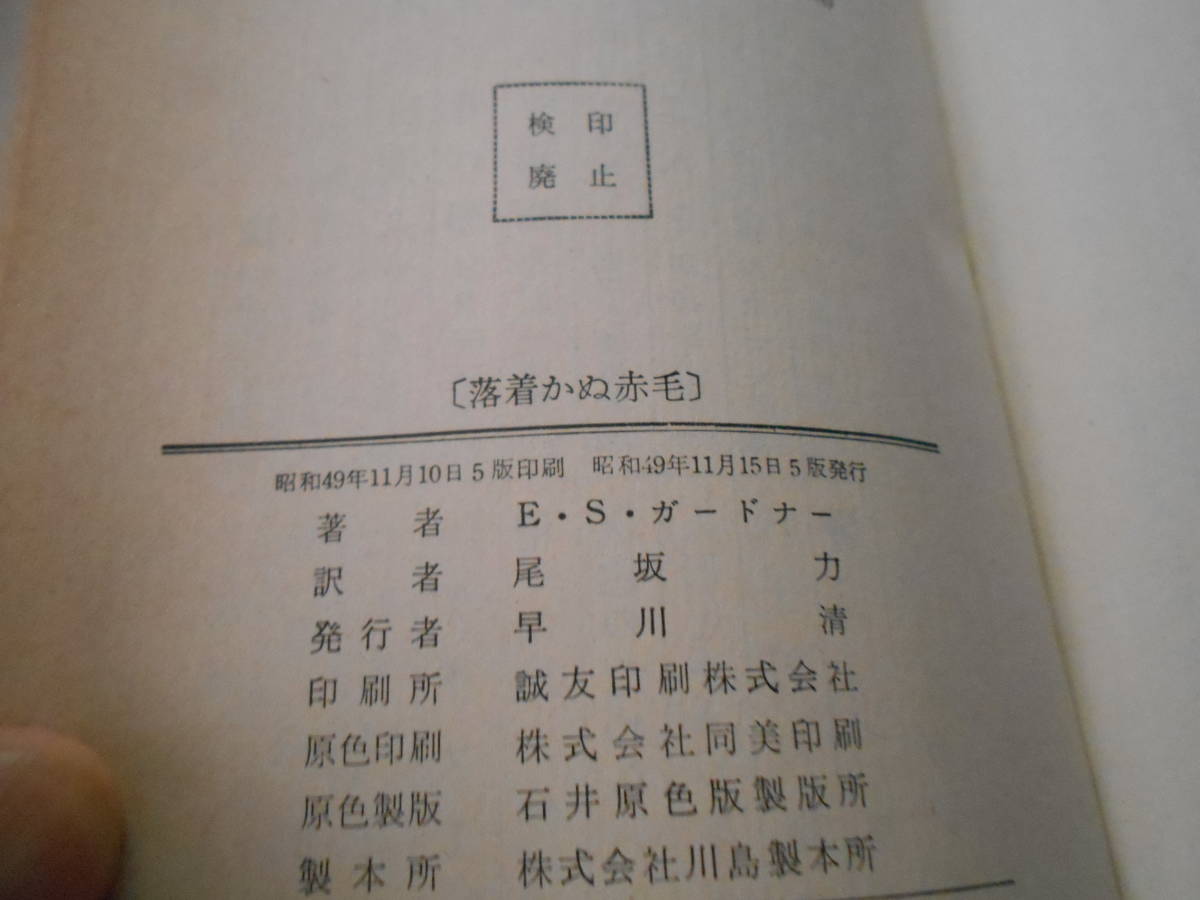 検印
廃止
〔落着かぬ赤毛〕
昭和49年11月10日5版印刷 昭和49年11月15日5版発行
著者 E・S・ガードナー
訳者 尾坂力
発行者 早川清
印刷所 誠友印刷株式会社
原色印刷 株式会社同美印刷
原色製版 石井原色版製版所
製本所 株式会社川島製本所